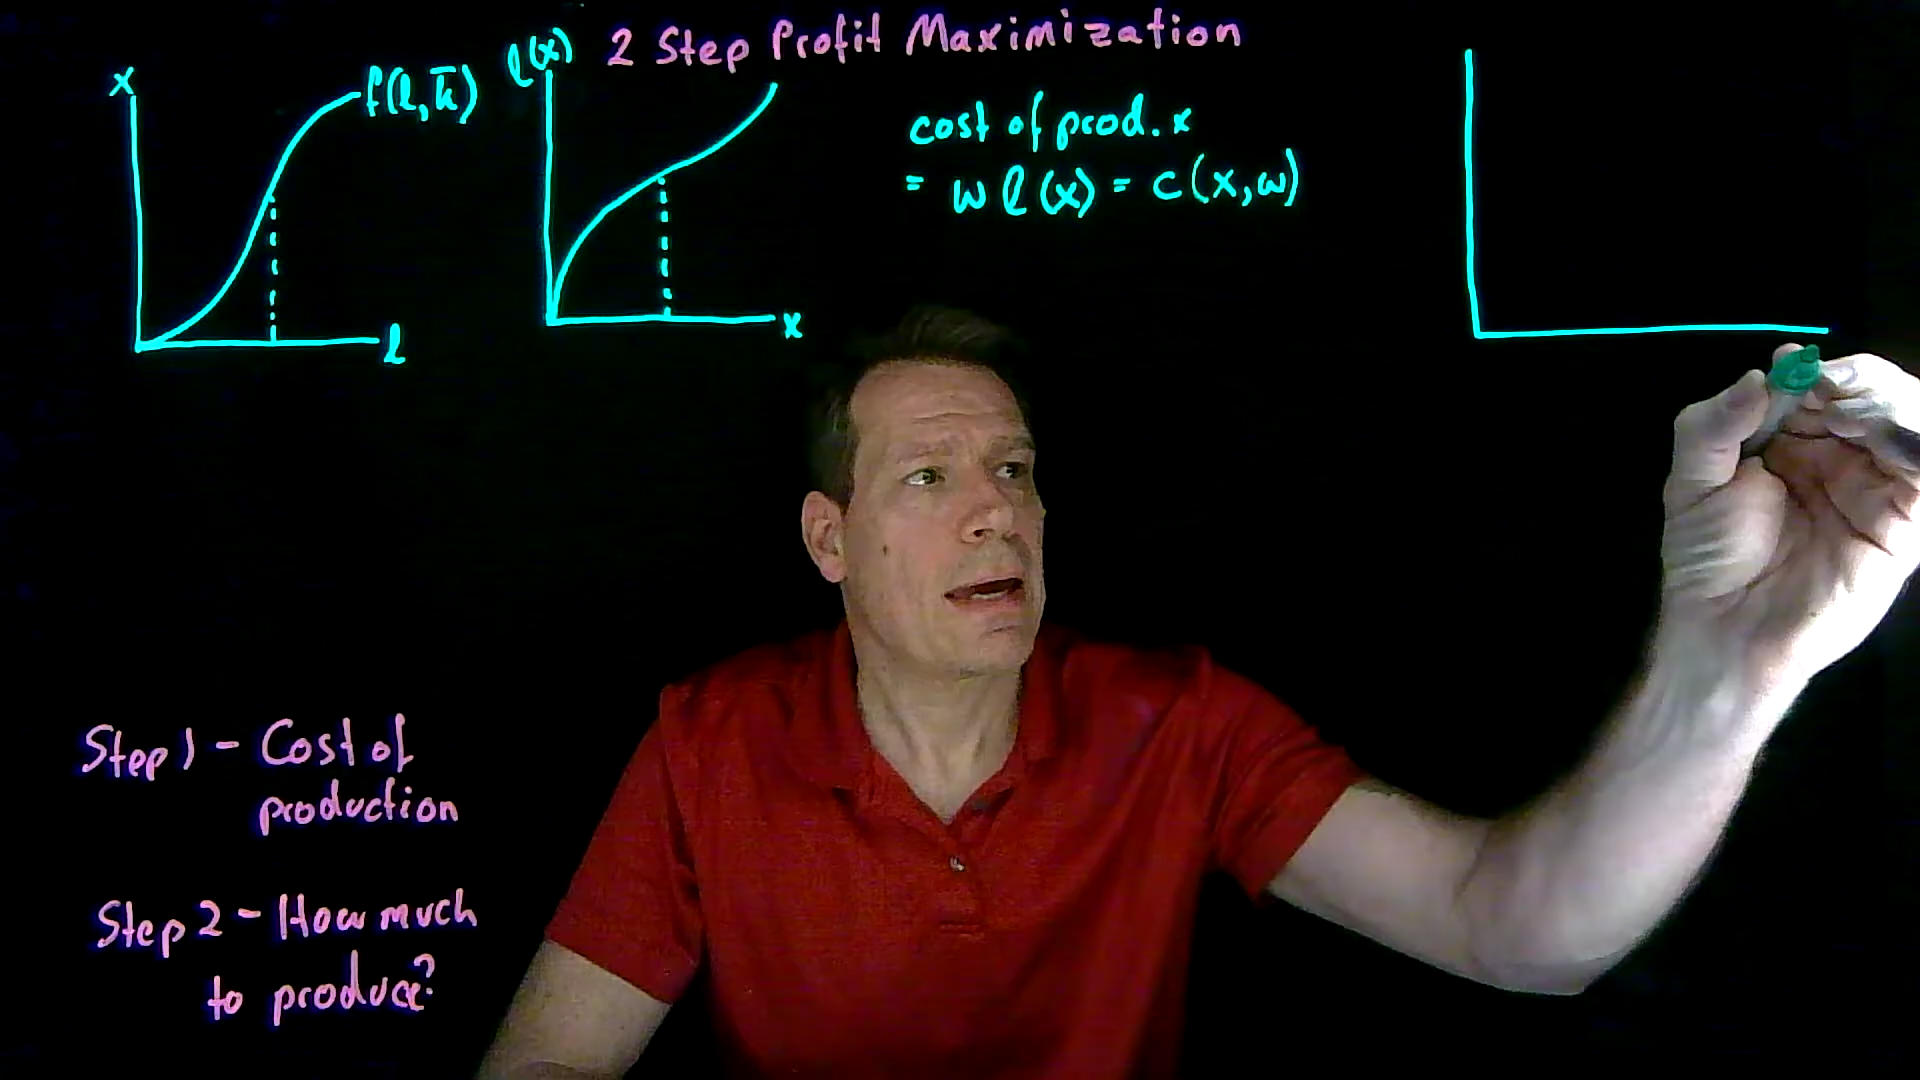 2 Step Profit Maximization
x
f(l, k̄)
l
l(x)
x
cost of prod. x
= w l(x) = c(x,w)
Step 1 - Cost of
production
Step 2 - How much
to produce?